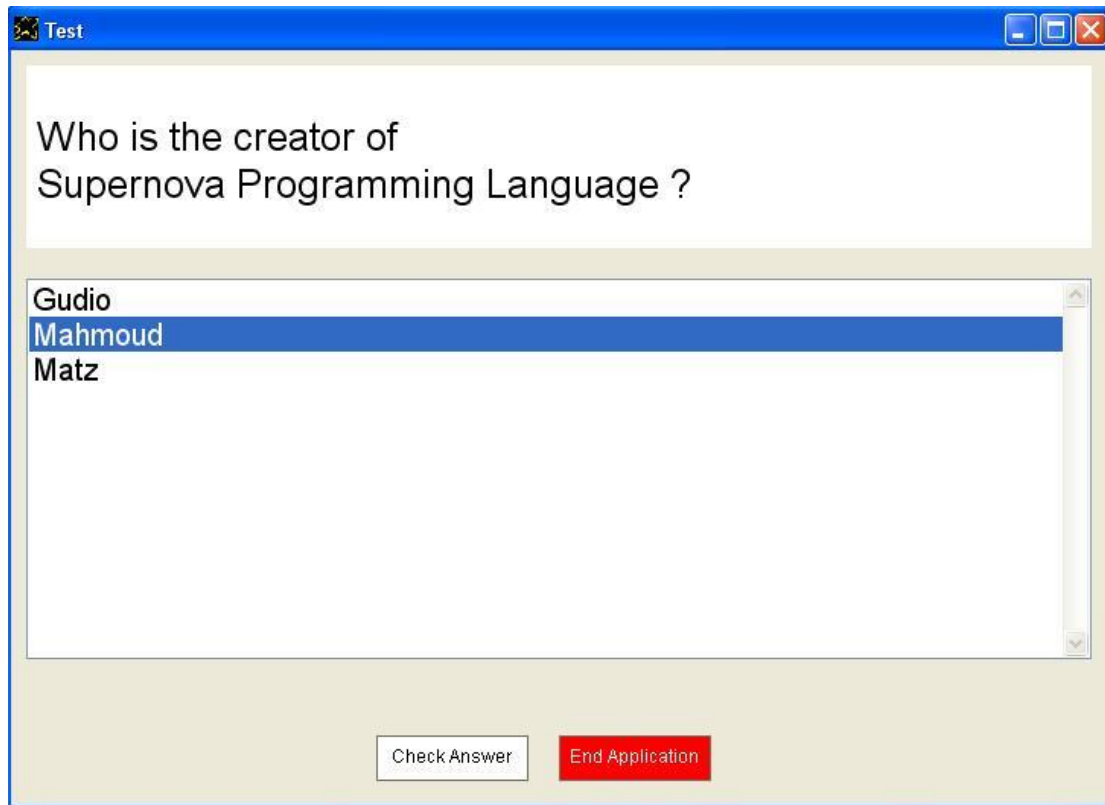 Test
Who is the creator of
Supernova Programming Language ?
Gudio
Mahmoud
Matz
Check Answer
End Application